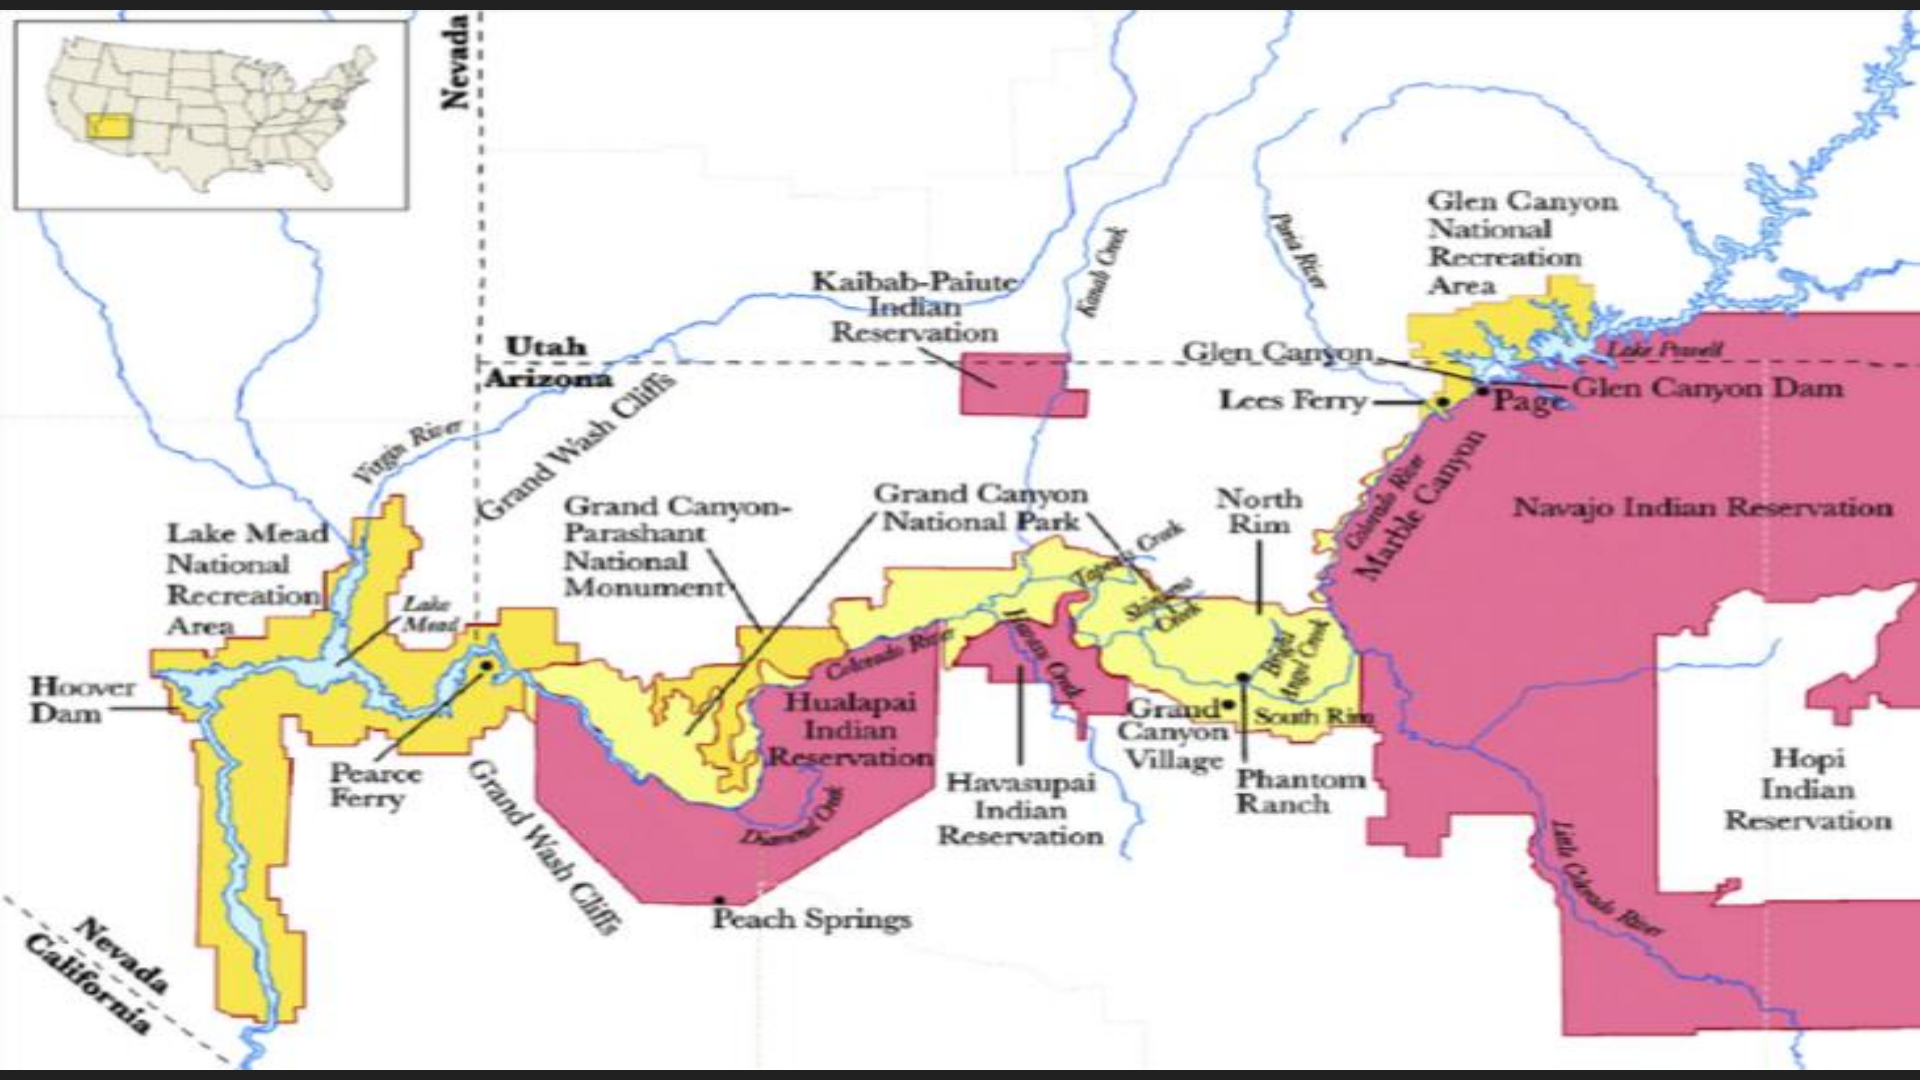 Nevada
Glen Canyon
National
Recreation
Area
Paria River
Kanab Creek
Kaibab-Paiute
Indian
Reservation
Utah
Arizona
Glen Canyon
Lake Powell
Glen Canyon Dam
Lees Ferry
Page
Virgin River
Grand Wash Cliffs
Colorado River
Marble Canyon
Navajo Indian Reservation
Grand Canyon-
Parashant
National
Monument
Grand Canyon
National Park
North
Rim
Lake Mead
National
Recreation
Area
Lake
Mead
Tapeats Creek
Shinumo
Creek
Havasu Creek
Bright
Angel Creek
Colorado River
Hoover
Dam
Hualapai
Indian
Reservation
Grand
Canyon
Village
South Rim
Pearce
Ferry
Grand Wash Cliffs
Havasupai
Indian
Reservation
Phantom
Ranch
Hopi
Indian
Reservation
Diamond Creek
Little Colorado River
Peach Springs
Nevada
California